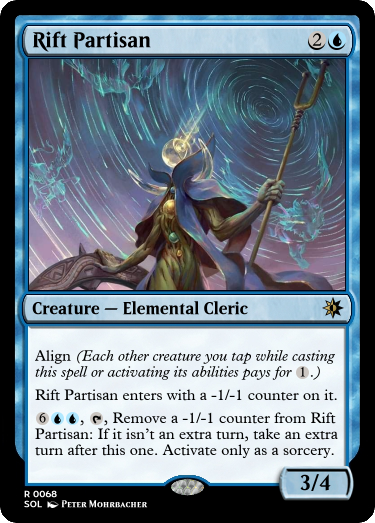 Rift Partisan 2
Creature — Elemental Cleric
Align (Each other creature you tap while casting
this spell or activating its abilities pays for 1.)
Rift Partisan enters with a -1/-1 counter on it.
6, , Remove a -1/-1 counter from Rift
Partisan: If it isn't an extra turn, take an extra
turn after this one. Activate only as a sorcery.
3/4
R 0068
SOL Peter Mohrbacher